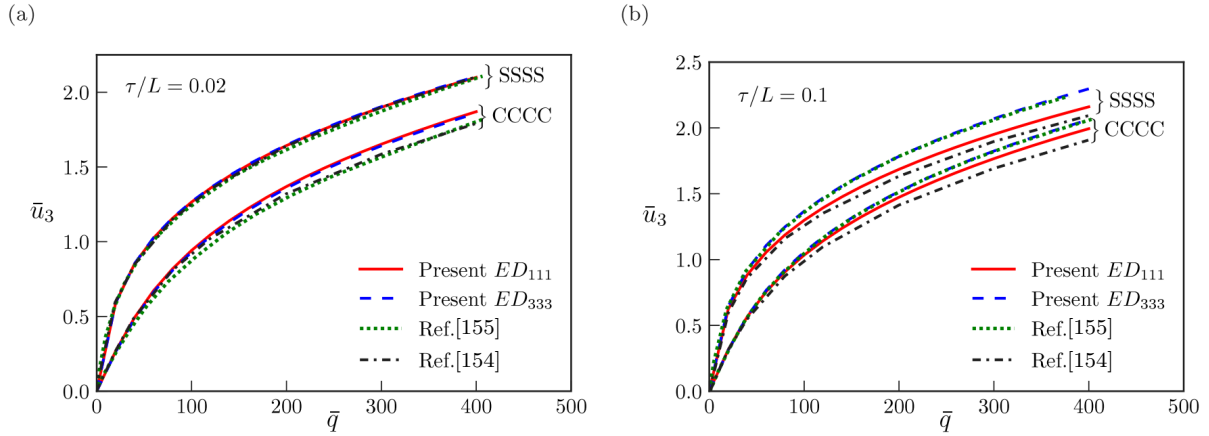 (a)
(b)
τ/L = 0.02
SSSS
CCCC
ū₃
2.0
1.5
1.0
0.5
0.0
Present ED₁₁₁
Present ED₃₃₃
Ref.[155]
Ref.[154]
0 100 200 300 400 500
q̄
τ/L = 0.1
SSSS
CCCC
ū₃
2.5
2.0
1.5
1.0
0.5
0.0
Present ED₁₁₁
Present ED₃₃₃
Ref.[155]
Ref.[154]
0 100 200 300 400 500
q̄